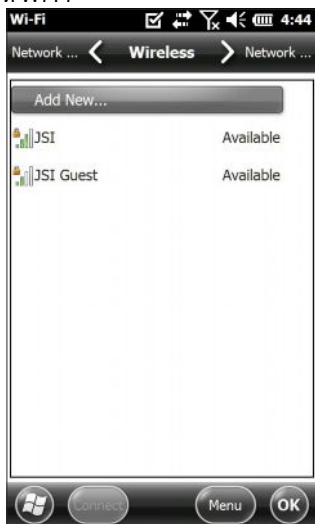 Wi-Fi 4:44
Network ... Wireless Network ...
Add New...
JSI Available
JSI Guest Available
Connect Menu OK